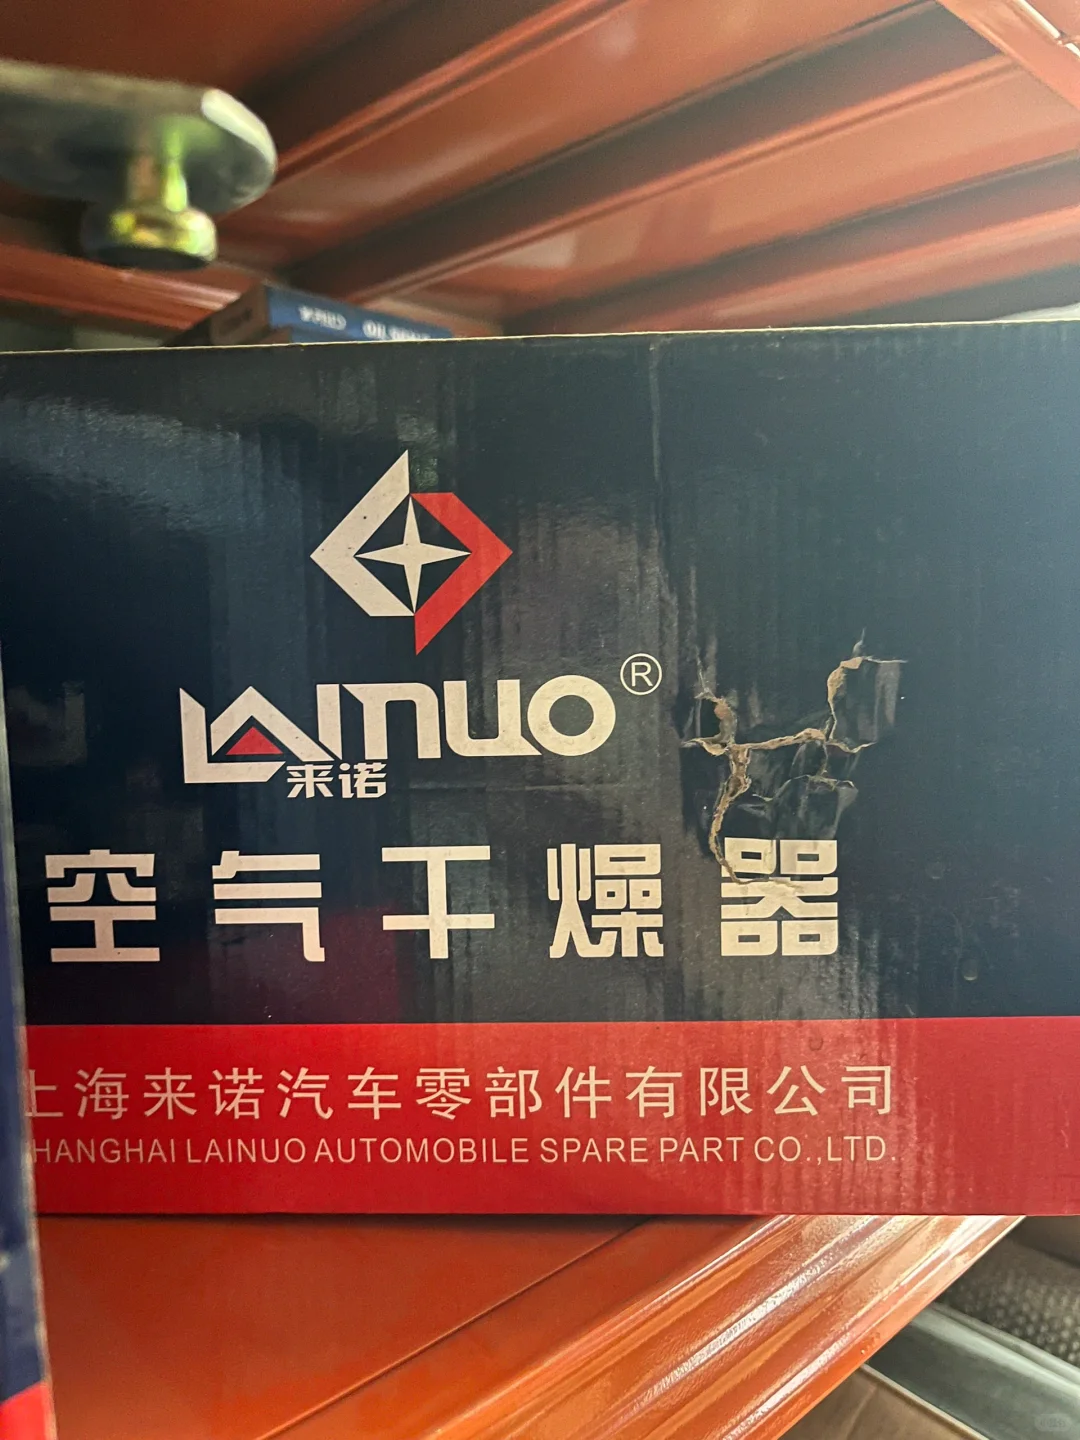 LAINUO®
来诺
空气干燥器
上海来诺汽车零部件有限公司
HANGHAI LAINUO AUTOMOBILE SPARE PART CO.,LTD.